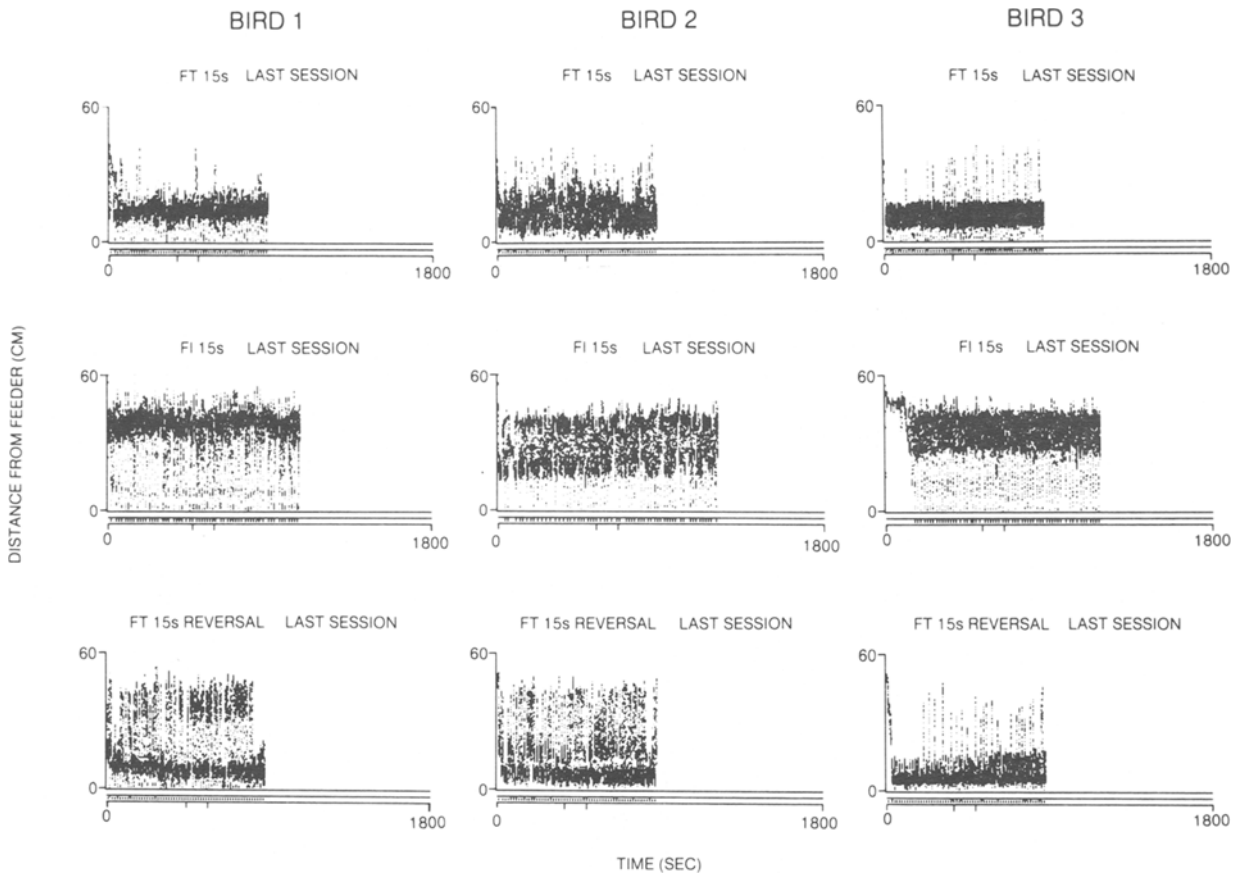 BIRD 1
BIRD 2
BIRD 3
FT 15s LAST SESSION
FT 15s LAST SESSION
FT 15s LAST SESSION
60
0
0
1800
60
0
0
1800
60
0
0
1800
DISTANCE FROM FEEDER (CM)
FI 15s LAST SESSION
FI 15s LAST SESSION
FI 15s LAST SESSION
60
0
0
1800
60
0
0
1800
60
0
0
1800
FT 15s REVERSAL LAST SESSION
FT 15s REVERSAL LAST SESSION
FT 15s REVERSAL LAST SESSION
60
0
0
1800
60
0
0
1800
60
0
0
1800
TIME (SEC)